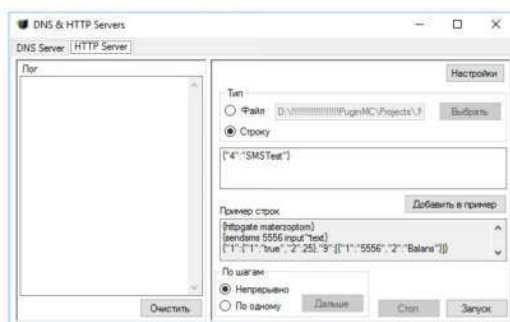 DNS & HTTP Servers
DNS Server HTTP Server
Лог
Настройки
Тип
Файл D:\!!!!!!!!!!!!!!!!!!PuginMC\Projects\.N Выбрать
Строку
{"4":"SMSTest"}
Добавить в пример
Пример строк
{httpgate materzoptom}
{sendsms 5556 input~text}
{"1":{"1":"true","2":25},"9":[{"1":"5556","2":"Balans"}]}
По шагам
Непрерывно
По одному Дальше
Очистить
Стоп Запуск